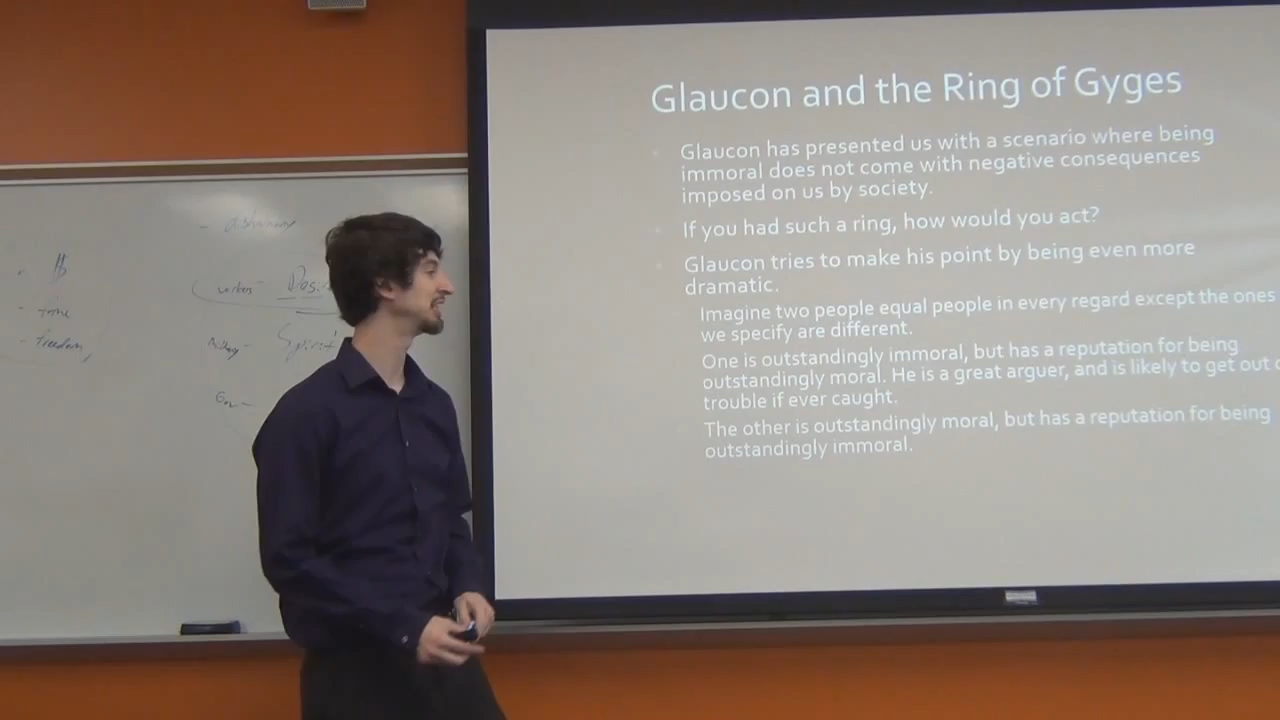 Glaucon and the Ring of Gyges
Glaucon has presented us with a scenario where being
immoral does not come with negative consequences
imposed on us by society.
If you had such a ring, how would you act?
Glaucon tries to make his point by being even more
dramatic.
Imagine two people equal people in every regard except the ones
we specify are different.
One is outstandingly immoral, but has a reputation for being
outstandingly moral. He is a great arguer, and is likely to get out
trouble if ever caught.
The other is outstandingly moral, but has a reputation for being
outstandingly immoral.
workers
- freedom